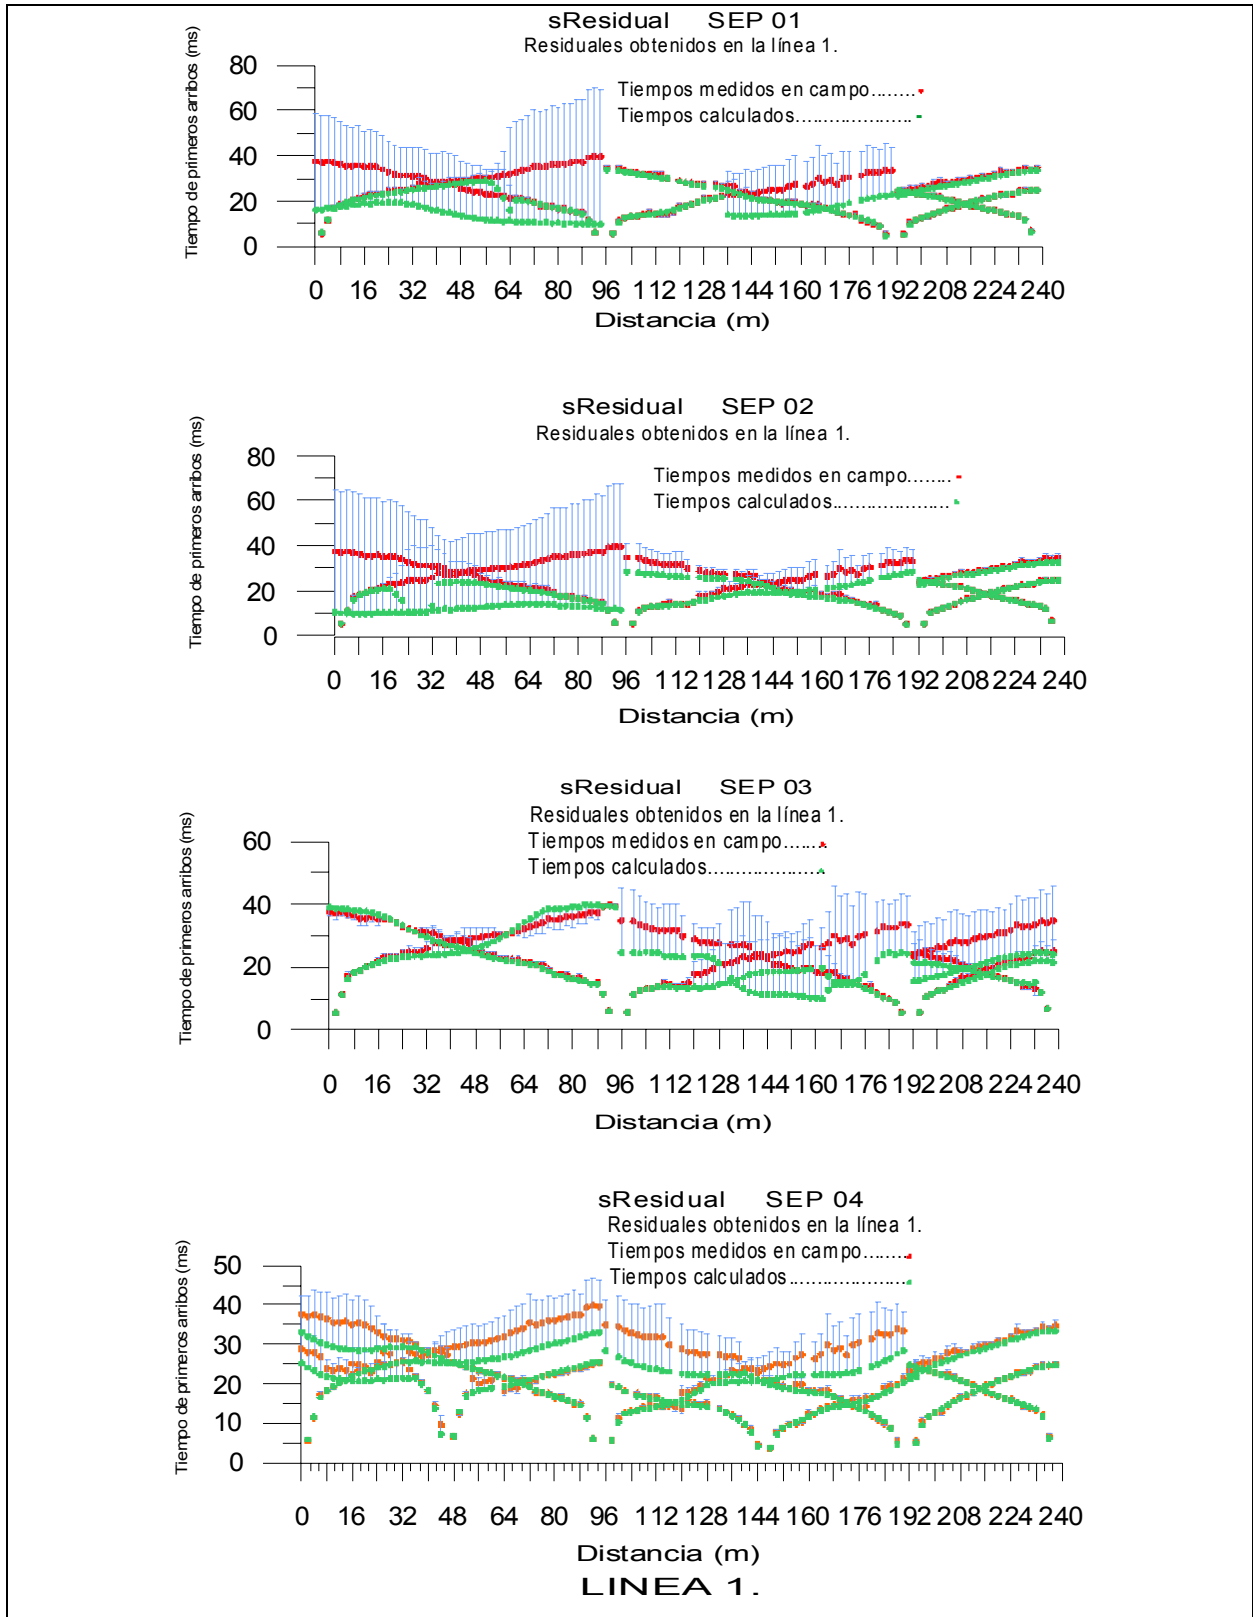 sResidual SEP 01
Residuales obtenidos en la línea 1.
Tiempo de primeros arribos (ms)
Tiempos medidos en campo........
Tiempos calculados....................
80
60
40
20
0
0 16 32 48 64 80 96 112 128 144 160 176 192 208 224 240
Distancia (m)
sResidual SEP 02
Residuales obtenidos en la línea 1.
Tiempo de primeros arribos (ms)
Tiempos medidos en campo........
Tiempos calculados.....................
80
60
40
20
0
0 16 32 48 64 80 96 112 128 144 160 176 192 208 224 240
Distancia (m)
sResidual SEP 03
Residuales obtenidos en la línea 1.
Tiempos medidos en campo........
Tiempos calculados.....................
Tiempo de primeros arribos (ms)
60
40
20
0
0 16 32 48 64 80 96 112 128 144 160 176 192 208 224 240
Distancia (m)
sResidual SEP 04
Residuales obtenidos en la línea 1.
Tiempos medidos en campo........
Tiempos calculados.....................
Tiempo de primeros arribos (ms)
50
40
30
20
10
0
0 16 32 48 64 80 96 112 128 144 160 176 192 208 224 240
Distancia (m)
LINEA 1.